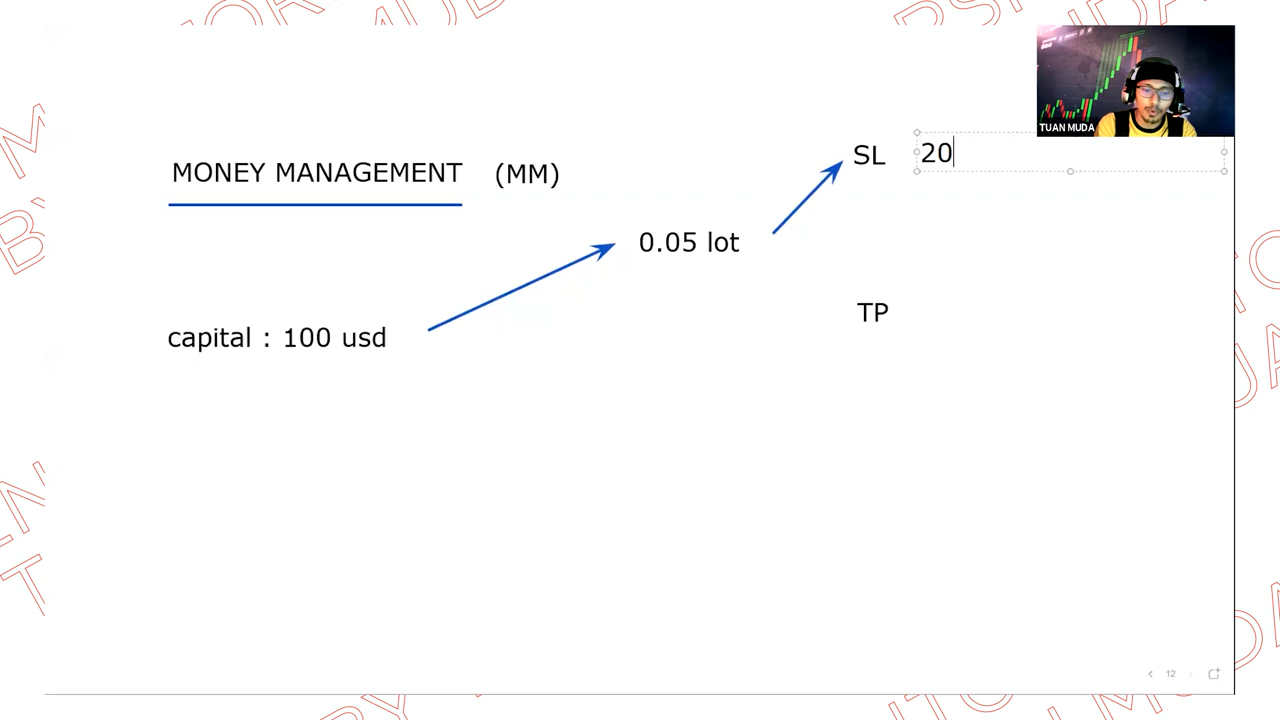 TUAN MUDA
MONEY MANAGEMENT (MM)
SL 20
0.05 lot
TP
capital : 100 usd
12